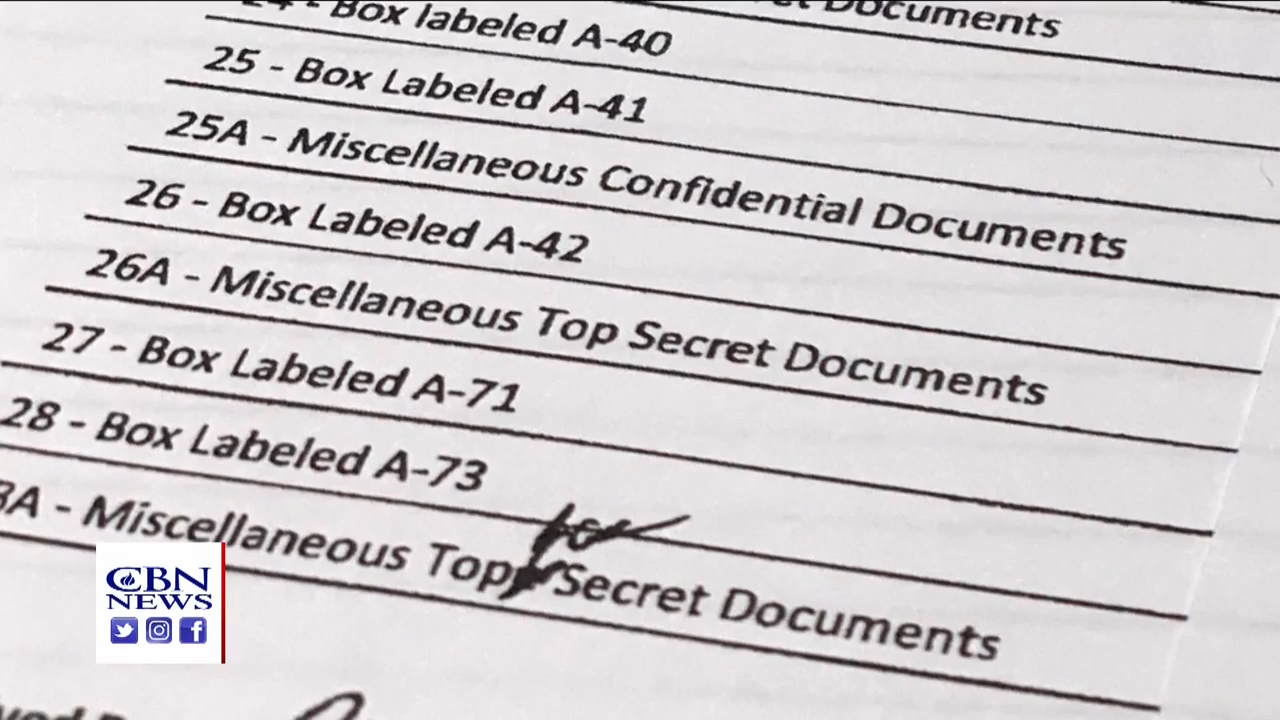 Box labeled A-40
Documents
25 - Box Labeled A-41
25A - Miscellaneous Confidential Documents
26 - Box Labeled A-42
26A - Miscellaneous Top Secret Documents
27 - Box Labeled A-71
28 - Box Labeled A-73
A - Miscellaneous Top Secret Documents
CBN
NEWS